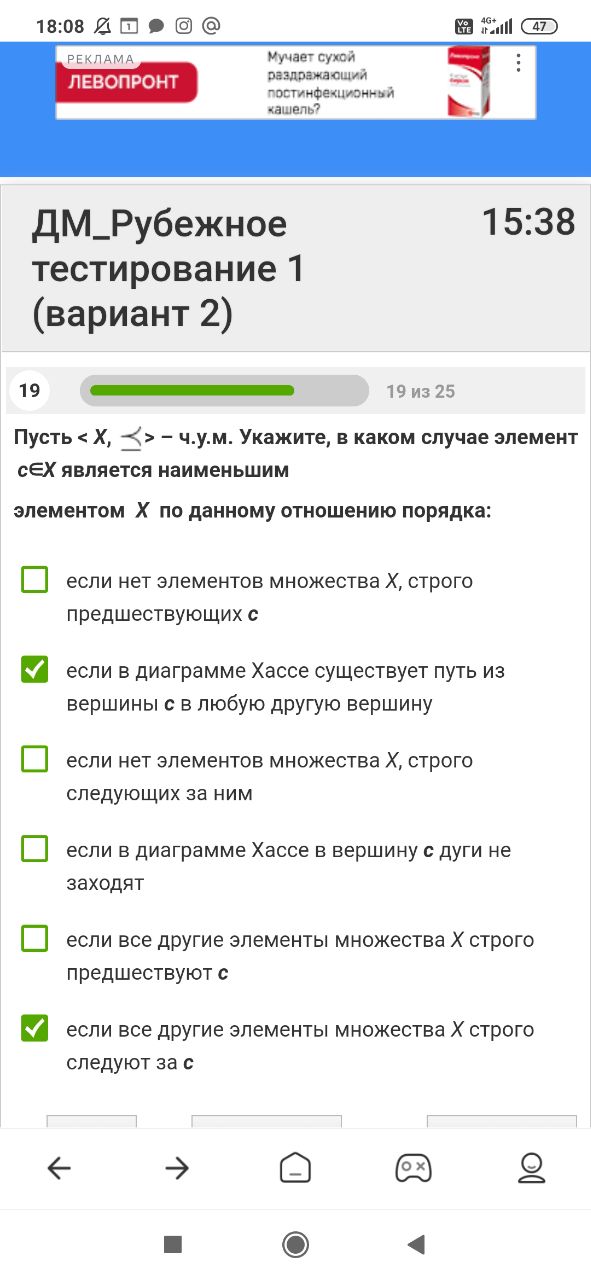 18:08
1
Vo
LTE
4G+
47
РЕКЛАМА
ЛЕВОПРОНТ
Мучает сухой
раздражающий
постинфекционный
кашель?
ДМ_Рубежное
тестирование 1
(вариант 2)
15:38
19
19 из 25
Пусть < X, ⪯> – ч.у.м. Укажите, в каком случае элемент
c∈X является наименьшим
элементом X по данному отношению порядка:
если нет элементов множества X, строго
предшествующих c
если в диаграмме Хассе существует путь из
вершины c в любую другую вершину
если нет элементов множества X, строго
следующих за ним
если в диаграмме Хассе в вершину c дуги не
заходят
если все другие элементы множества X строго
предшествуют c
если все другие элементы множества X строго
следуют за c